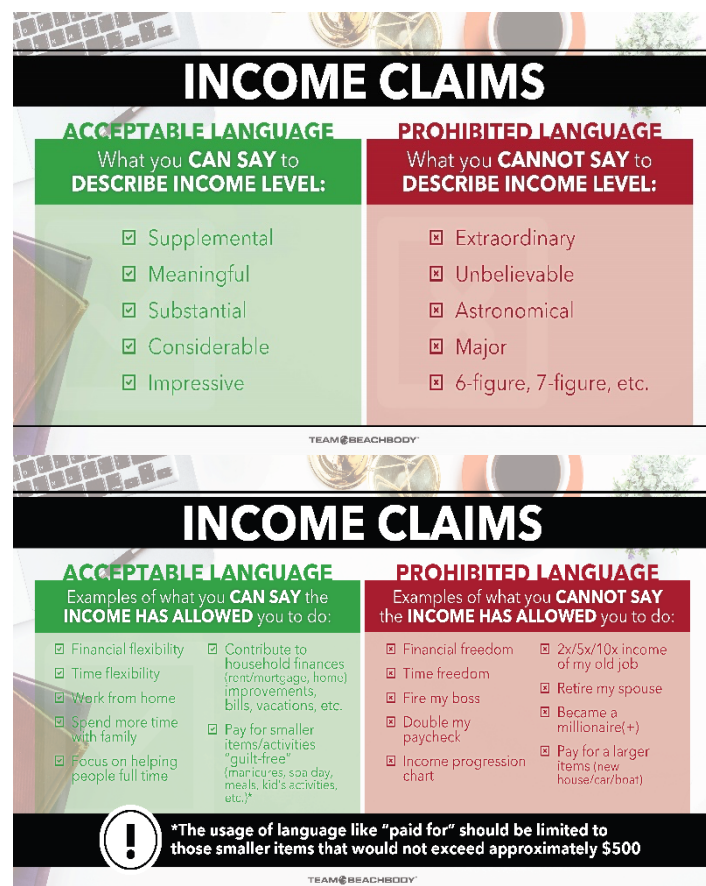 INCOME CLAIMS
ACCEPTABLE LANGUAGE
What you CAN SAY to
DESCRIBE INCOME LEVEL:
Supplemental
Meaningful
Substantial
Considerable
Impressive
PROHIBITED LANGUAGE
What you CANNOT SAY to
DESCRIBE INCOME LEVEL:
Extraordinary
Unbelievable
Astronomical
Major
6-figure, 7-figure, etc.
TEAM BEACHBODY
INCOME CLAIMS
ACCEPTABLE LANGUAGE
Examples of what you CAN SAY the
INCOME HAS ALLOWED you to do:
Financial flexibility
Time flexibility
Work from home
Spend more time
with family
Focus on helping
people full time
Contribute to
household finances
(rent/mortgage, home)
improvements,
bills, vacations, etc.
Pay for smaller
items/activities
"guilt-free"
(manicures, spa day,
meals, kid's activities,
etc.)*
PROHIBITED LANGUAGE
Examples of what you CANNOT SAY
the INCOME HAS ALLOWED you to do:
Financial freedom
Time freedom
Fire my boss
Double my
paycheck
Income progression
chart
2x/5x/10x income
of my old job
Retire my spouse
Became a
millionaire(+)
Pay for a larger
items (new
house/car/boat)
!
*The usage of language like "paid for" should be limited to
those smaller items that would not exceed approximately $500
TEAM BEACHBODY